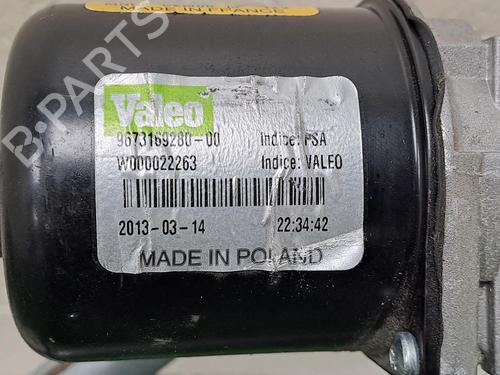 MADE IN FRANCE
Valeo
9673169280-00 Indice: PSA
W000022263 Indice: VALEO
2013-03-14 22:34:42
MADE IN POLAND
B-PARTS